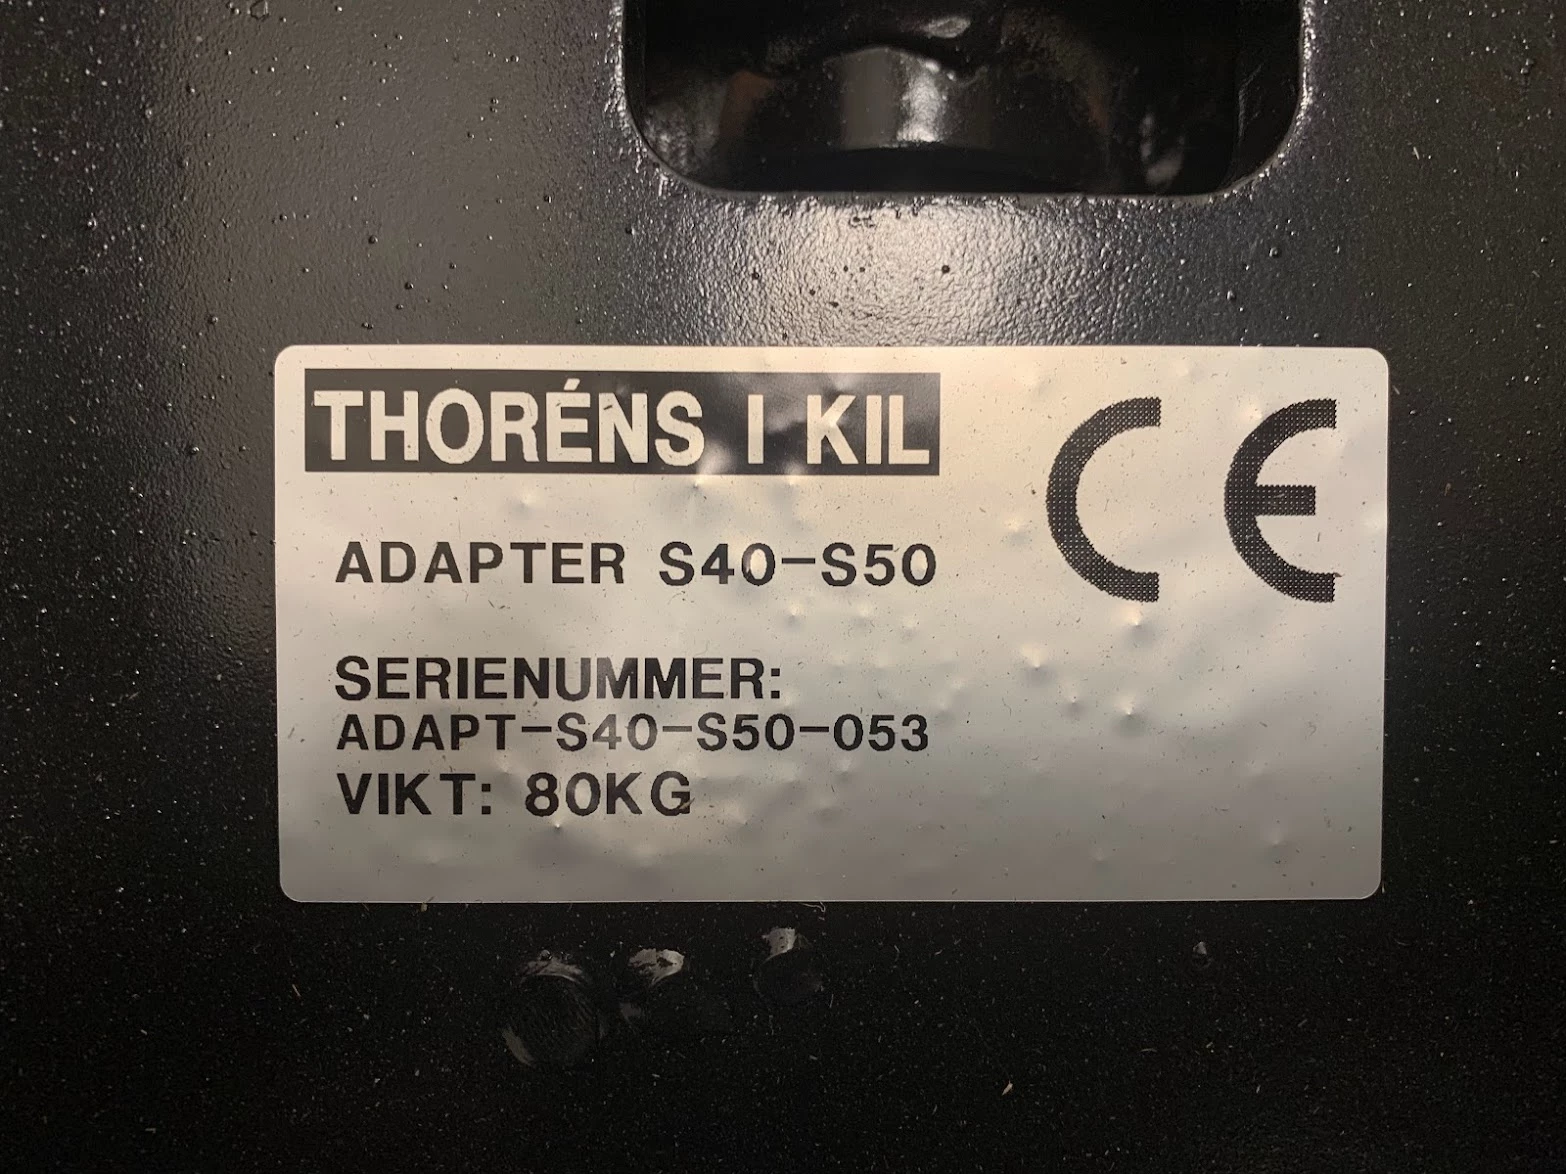 THORÉNS I KIL
CE
ADAPTER S40-S50
SERIENUMMER:
ADAPT-S40-S50-053
VIKT: 80KG